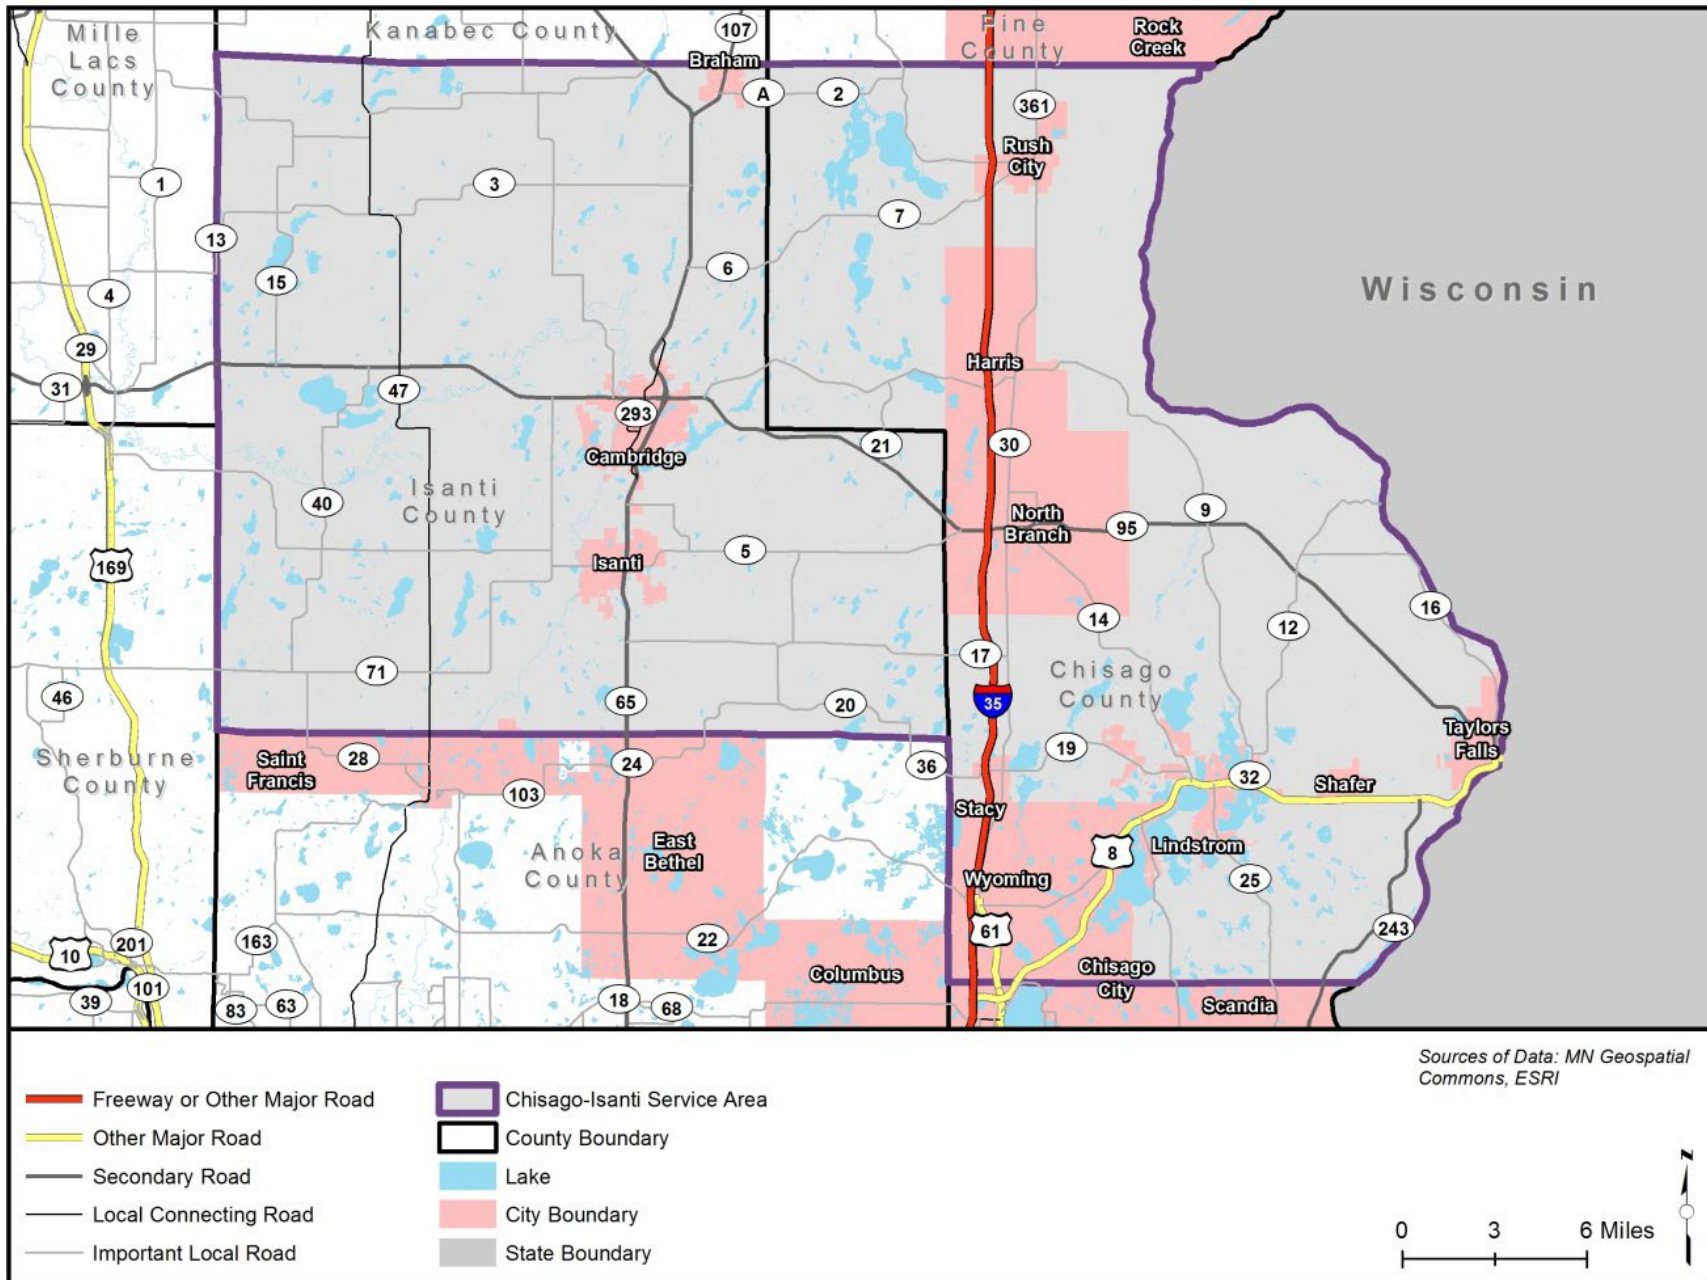 Mille
Lacs
County
Kanabec County
107
Braham
Pine
County
Rock
Creek
A
2
361
Rush
City
1
3
7
13
15
6
4
Wisconsin
29
31
47
Harris
293
21
30
Cambridge
40
Isanti
County
9
North
Branch
95
5
Isanti
169
16
14
12
17
71
Chisago
County
46
65
20
35
Taylors
Falls
Sherburne
County
Saint
Francis
28
24
36
19
32
Shafer
103
Stacy
East
Bethel
Anoka
County
8
Lindstrom
Wyoming
25
10
201
163
22
61
243
Columbus
Chisago
City
39
101
83
63
18
68
Scandia
Sources of Data: MN Geospatial
Commons, ESRI
Freeway or Other Major Road
Other Major Road
Secondary Road
Local Connecting Road
Important Local Road
Chisago-Isanti Service Area
County Boundary
Lake
City Boundary
State Boundary
z
0 3 6 Miles